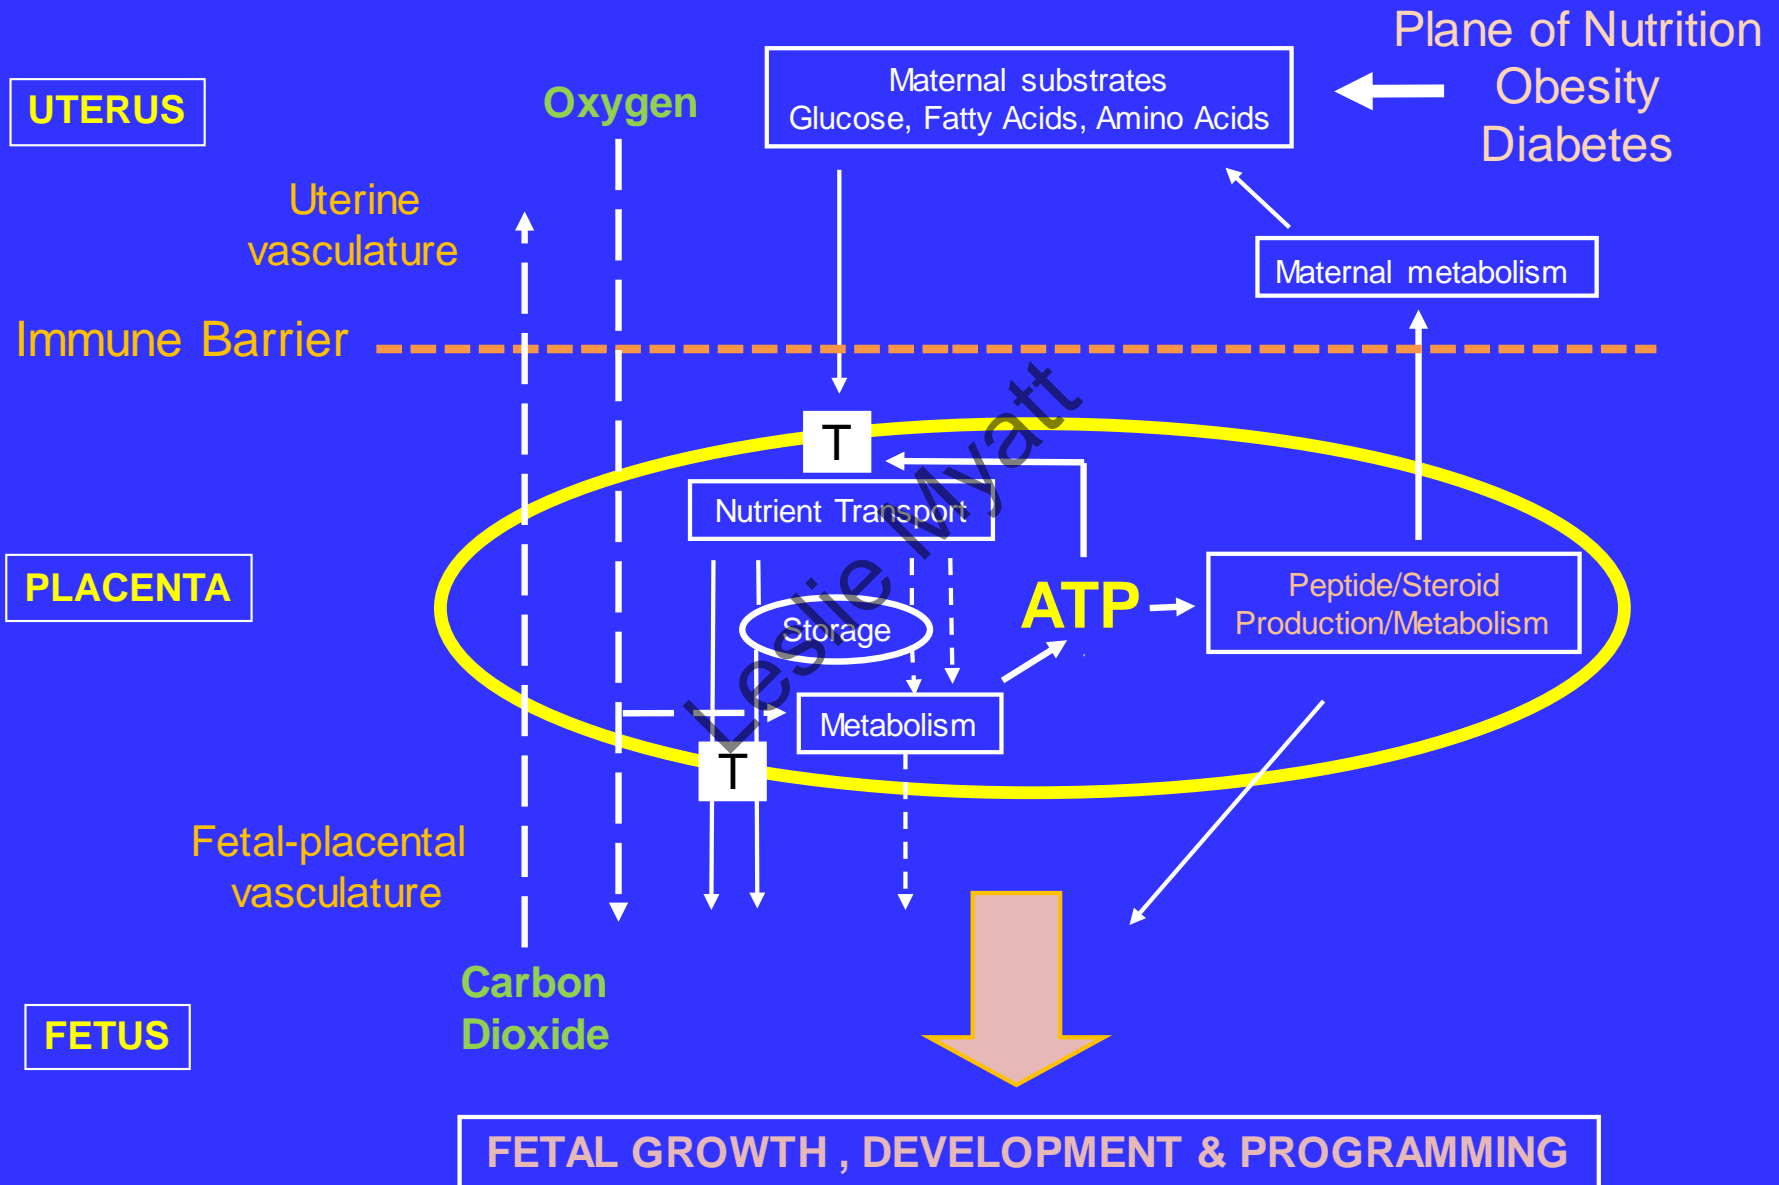 Plane of Nutrition
Obesity
Diabetes
Maternal substrates
Glucose, Fatty Acids, Amino Acids
UTERUS
Oxygen
Uterine
vasculature
Maternal metabolism
Immune Barrier
T
Nutrient Transport
PLACENTA
Storage
ATP
Peptide/Steroid
Production/Metabolism
Metabolism
T
Leslie Myatt
Fetal-placental
vasculature
Carbon
Dioxide
FETUS
FETAL GROWTH , DEVELOPMENT & PROGRAMMING